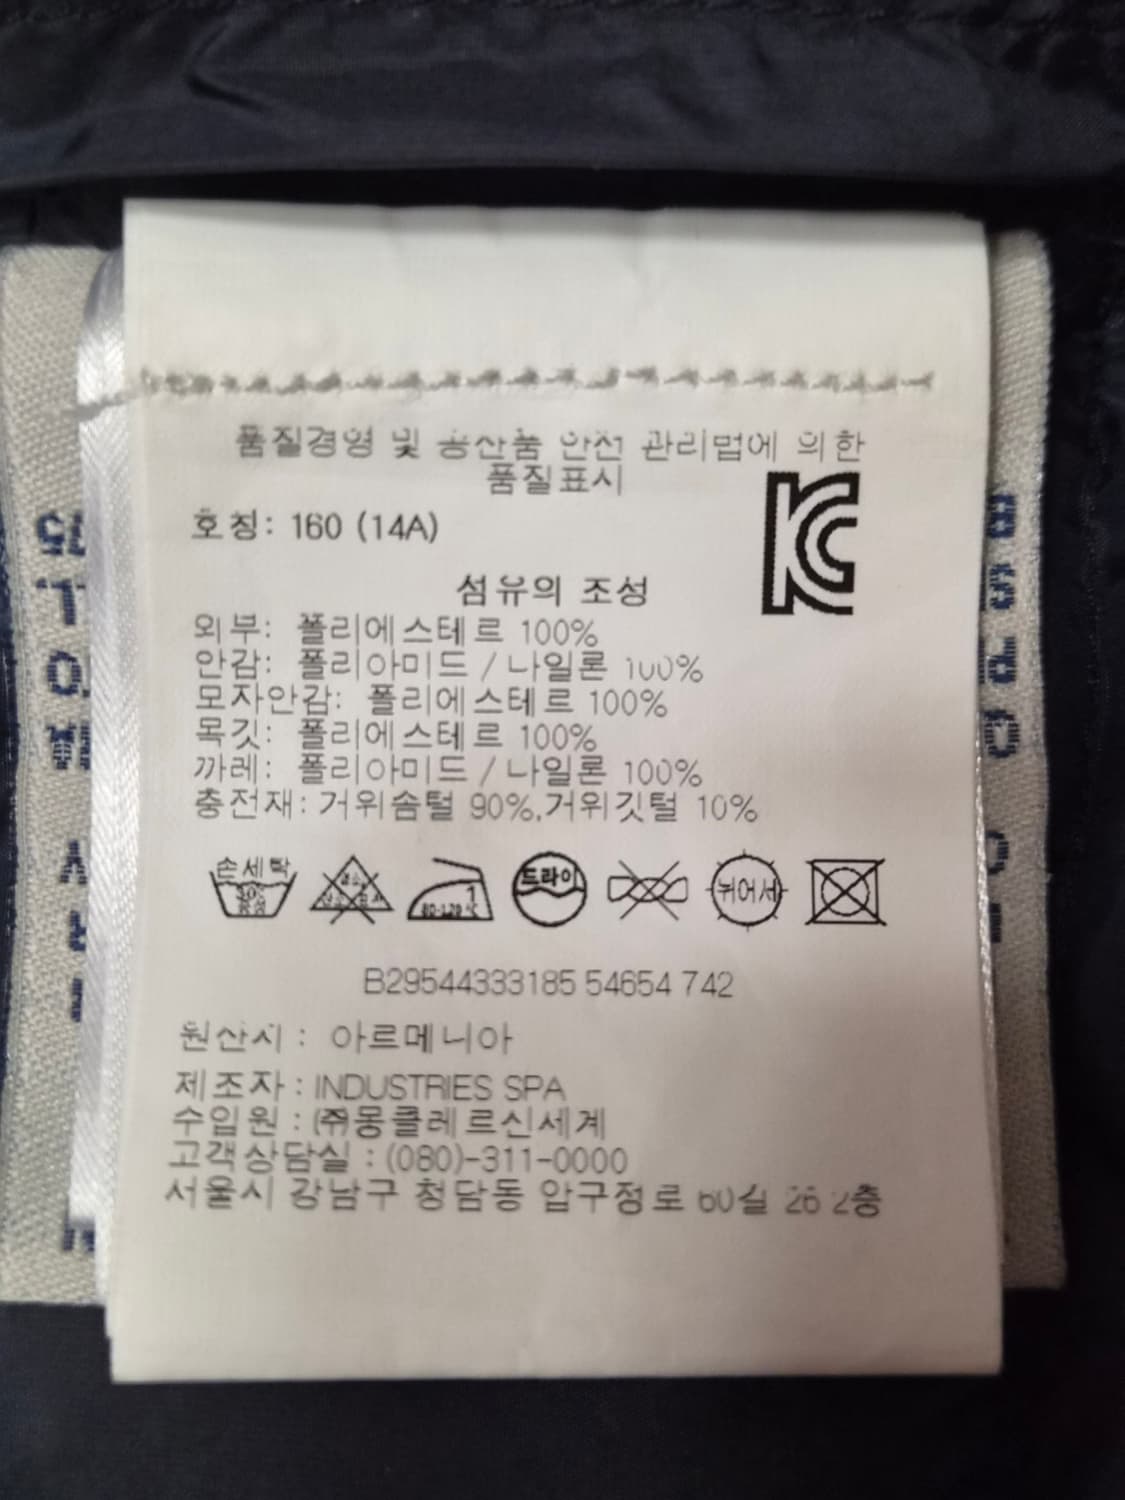 품질경영 및 공산품 안전 관리법에 의한
품질표시
호칭: 160 (14A)
섬유의 조성
외부: 폴리에스테르 100%
안감: 폴리아미드 / 나일론 100%
모자안감: 폴리에스테르 100%
목깃: 폴리에스테르 100%
까레: 폴리아미드 / 나일론 100%
충전재: 거위솜털 90%,거위깃털 10%
손세탁
드라이
뉘어서
1
80-120℃
B29544333185 54654 742
원산지 : 아르메니아
제조자 : INDUSTRIES SPA
수입원 : ㈜몽클레르신세계
고객상담실 : (080)-311-0000
서울시 강남구 청담동 압구정로 60길 26 2층